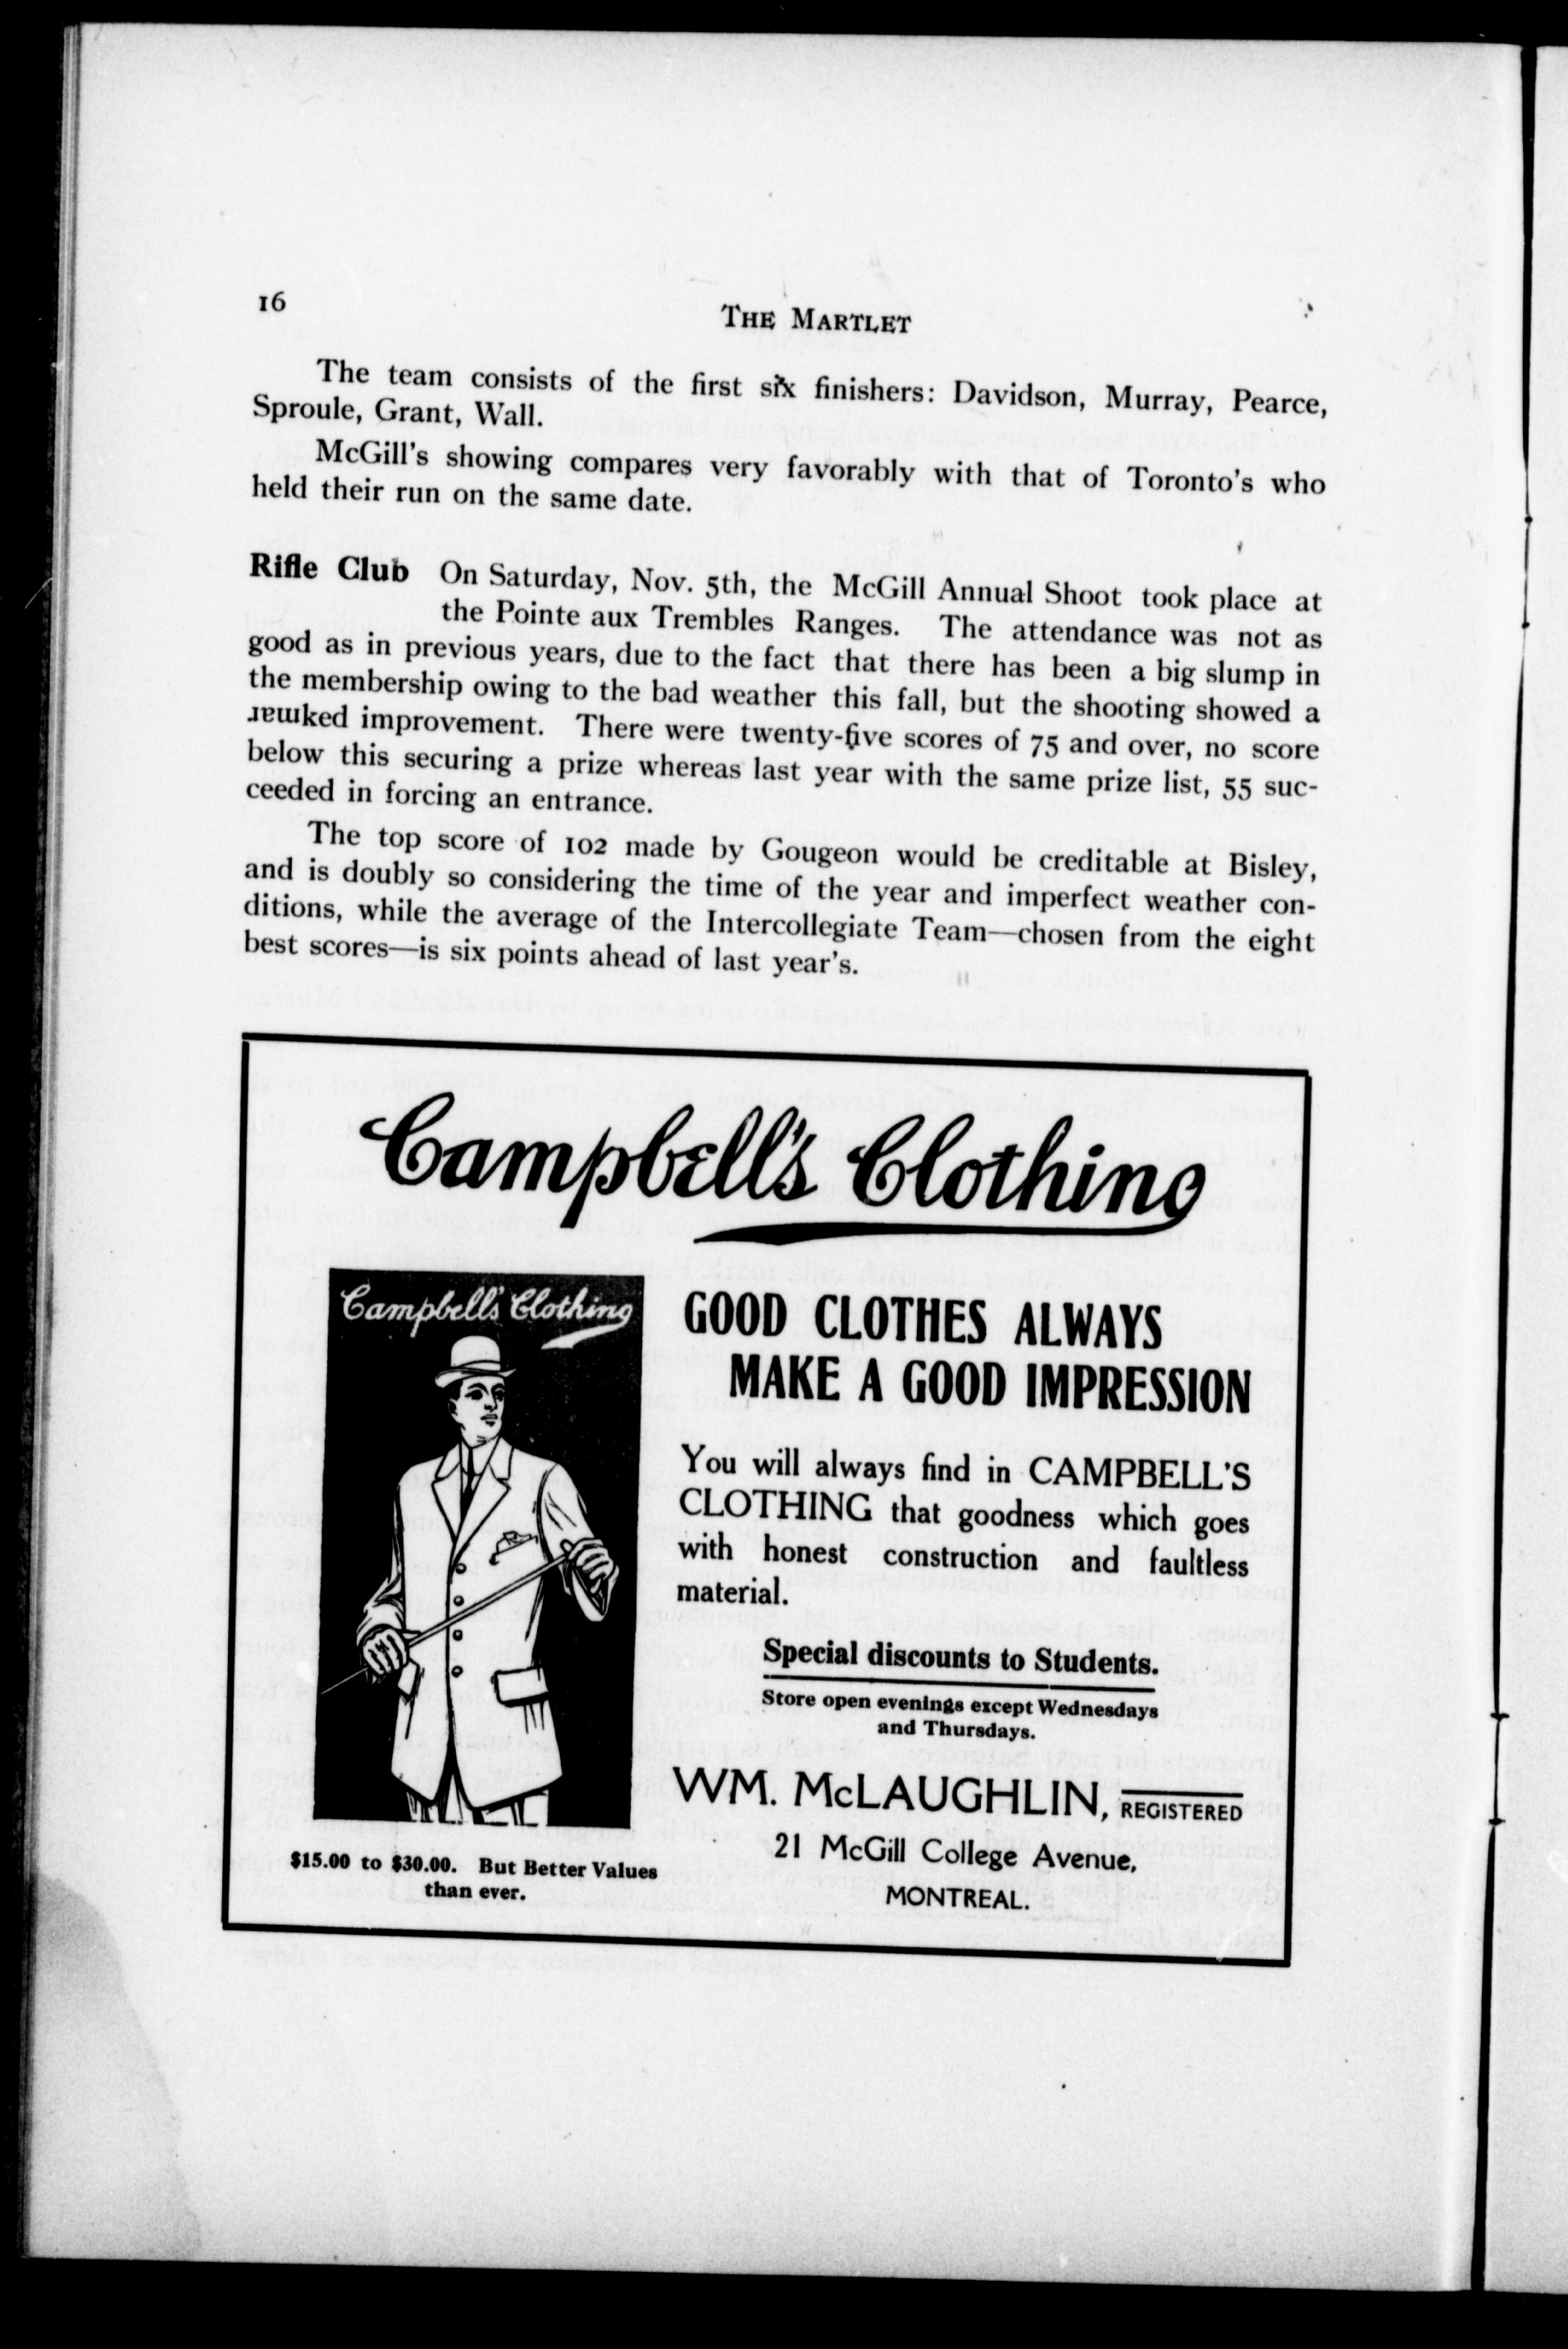 16
THE MARTLET
The team consists of the first six finishers: Davidson, Murray, Pearce,
Sproule, Grant, Wall.
McGill's showing compares very favorably with that of Toronto's who
held their run on the same date.
Rifle Club On Saturday, Nov. 5th, the McGill Annual Shoot took place at
the Pointe aux Trembles Ranges. The attendance was not as
good as in previous years, due to the fact that there has been a big slump in
the membership owing to the bad weather this fall, but the shooting showed a
marked improvement. There were twenty-five scores of 75 and over, no score
below this securing a prize whereas last year with the same prize list, 55 suc-
ceeded in forcing an entrance.
The top score of 102 made by Gougeon would be creditable at Bisley,
and is doubly so considering the time of the year and imperfect weather con-
ditions, while the average of the Intercollegiate Team—chosen from the eight
best scores—is six points ahead of last year's.
Campbell's Clothing
Campbell's Clothing
GOOD CLOTHES ALWAYS
MAKE A GOOD IMPRESSION
You will always find in CAMPBELL'S
CLOTHING that goodness which goes
with honest construction and faultless
material.
Special discounts to Students.
Store open evenings except Wednesdays
and Thursdays.
WM. McLAUGHLIN, REGISTERED
21 McGill College Avenue,
MONTREAL.
$15.00 to $30.00. But Better Values
than ever.